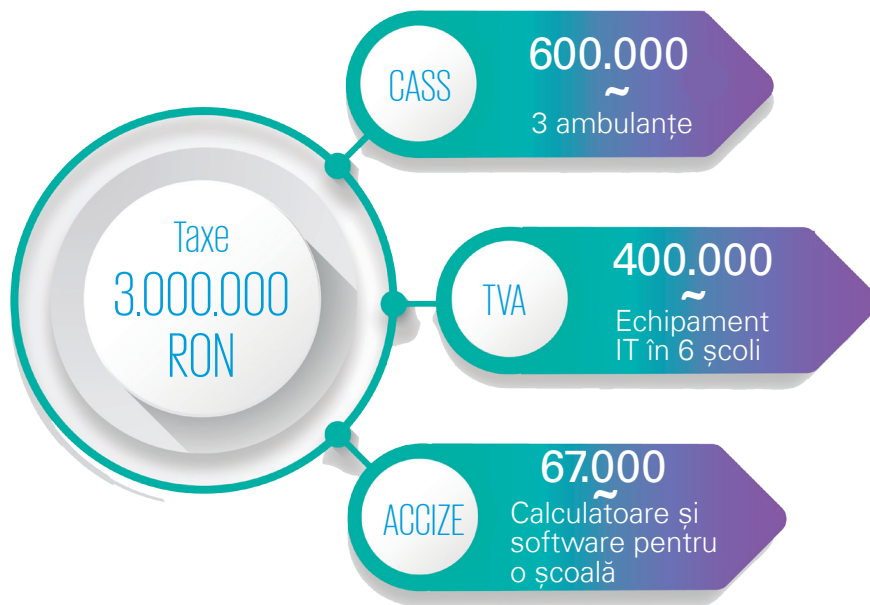 Taxe
3.000.000
RON
CASS
600.000
~
3 ambulanțe
TVA
400.000
~
Echipament
IT în 6 școli
ACCIZE
67.000
~
Calculatoare și
software pentru
o școală